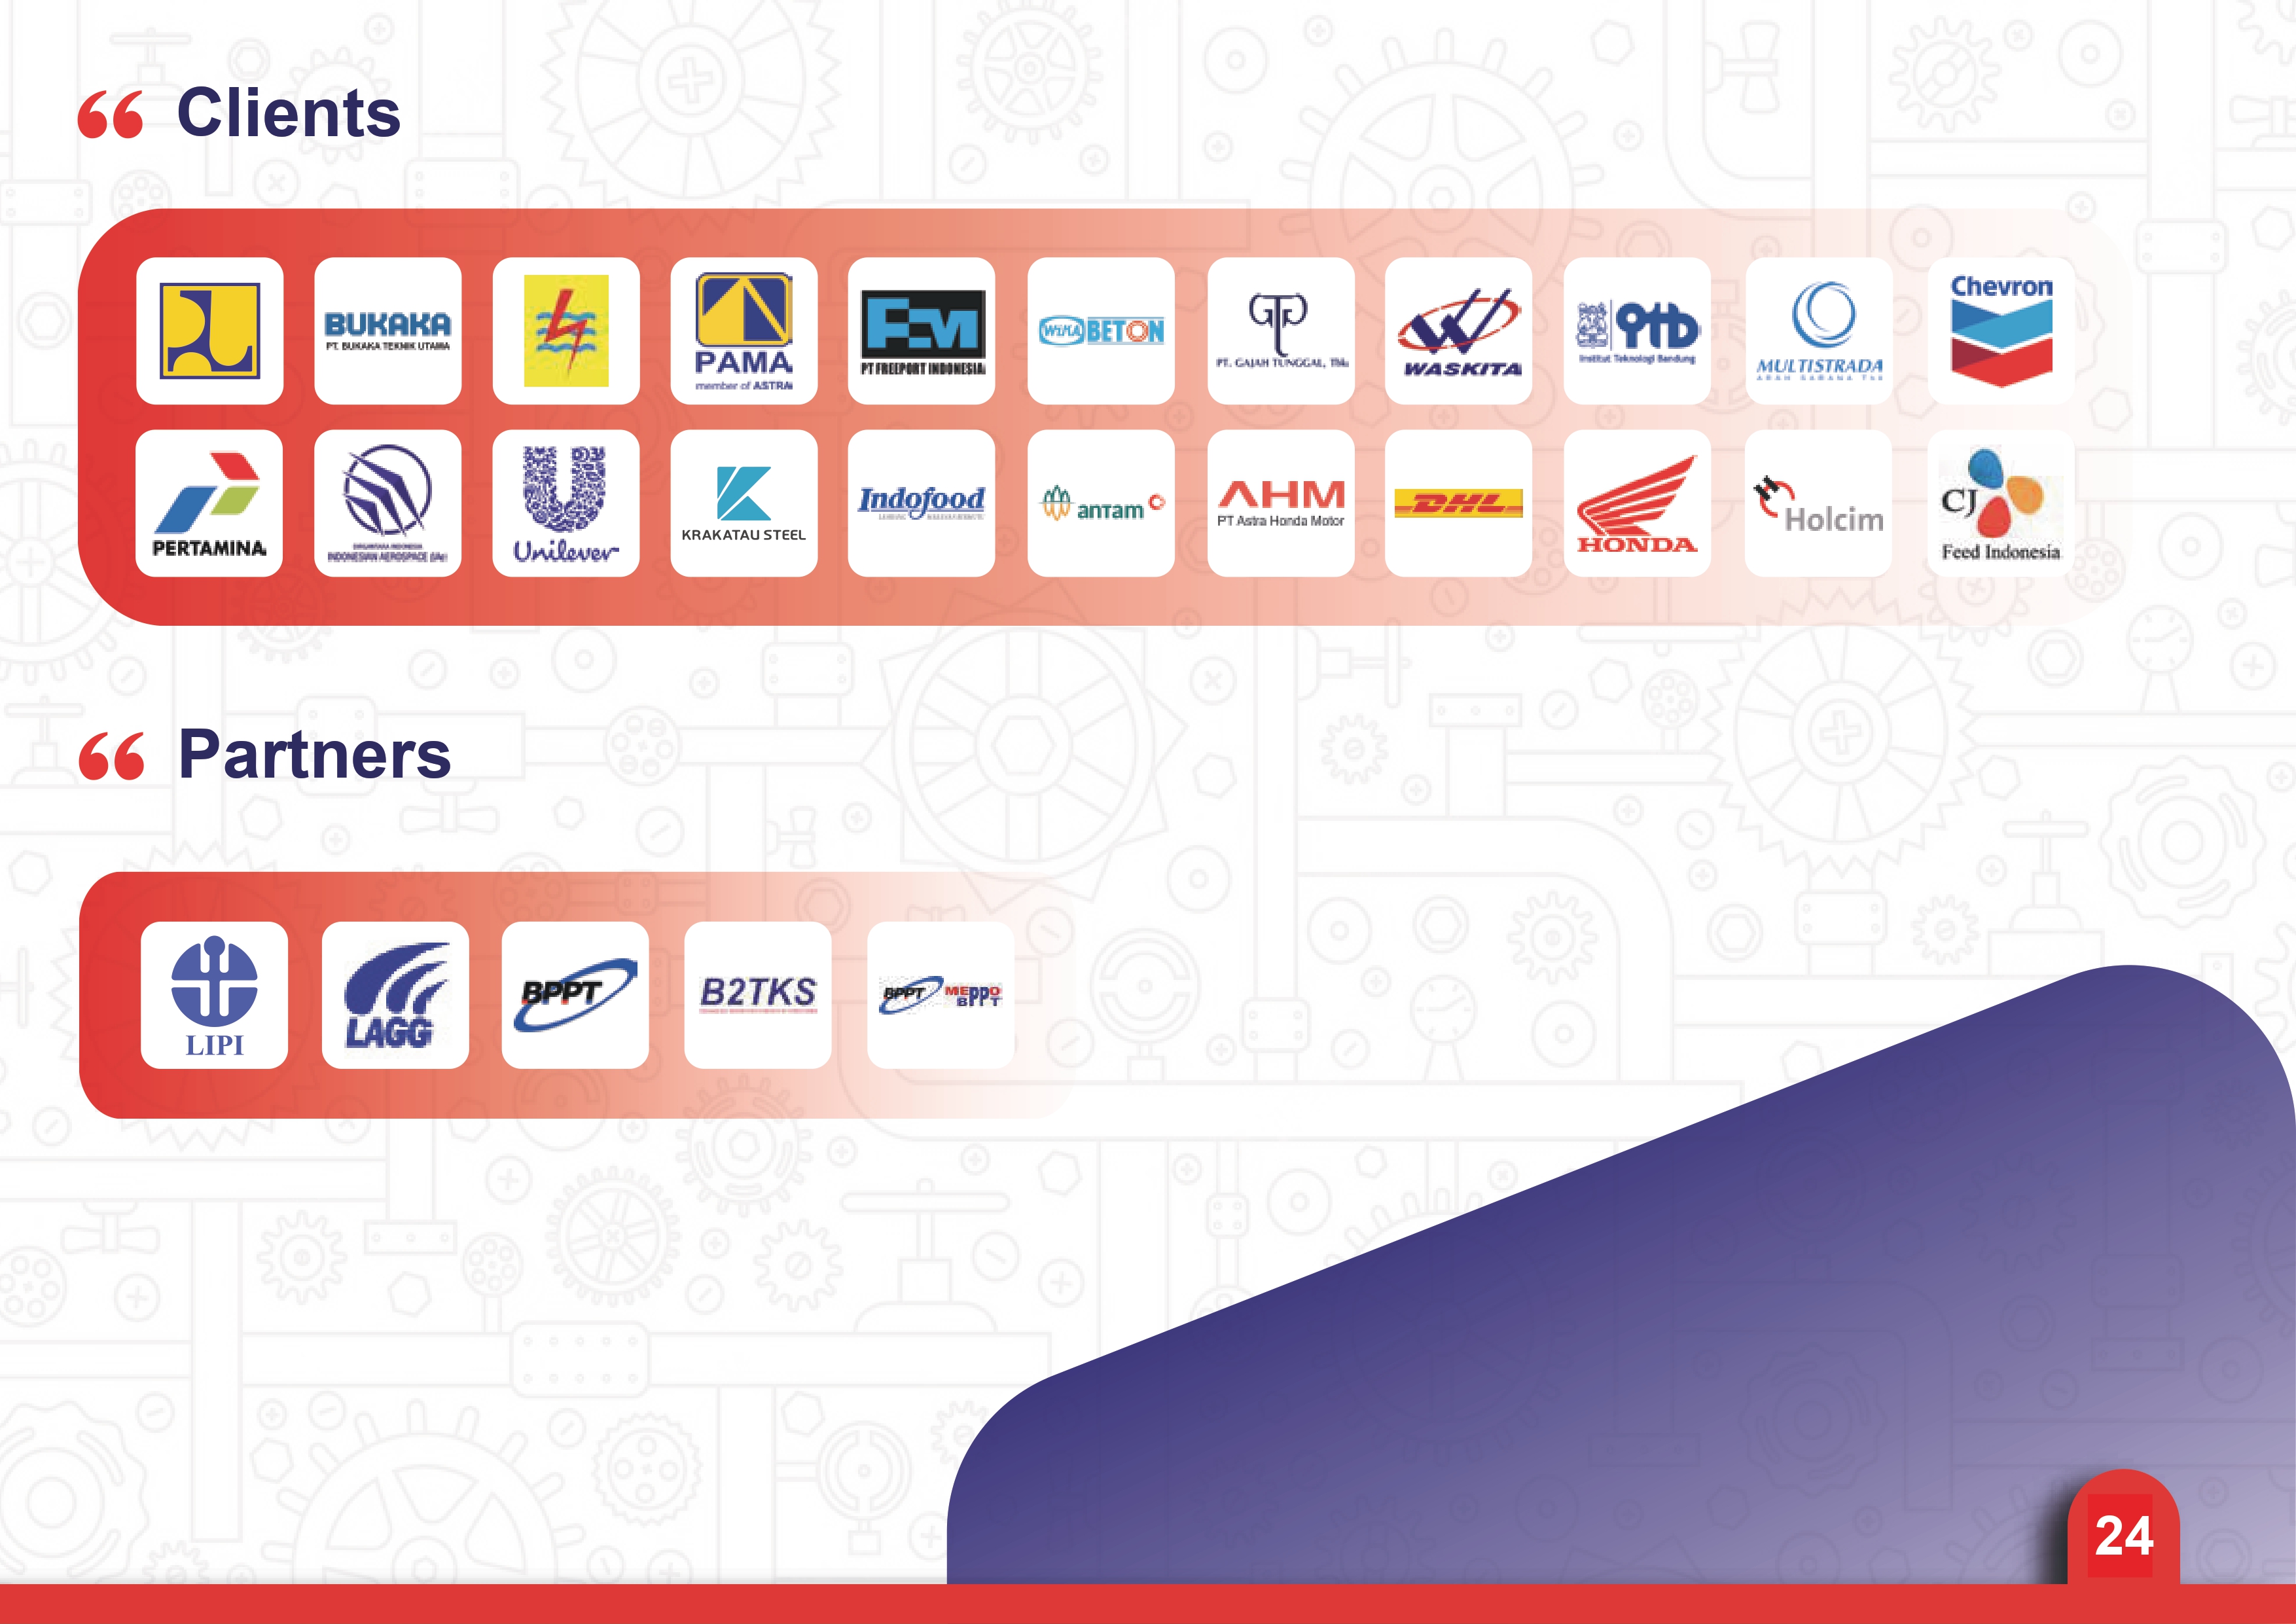 Clients
BUKAKA
PT. BUKAKA TEKNIK UTAMA
PAMA
member of ASTRA
FM
PT FREEPORT INDONESIA
WIKA BETON
GT
PT. GAJAH TUNGGAL, Tbk
WASKITA
itb
Institut Teknologi Bandung
MULTISTRADA
ARAH SARANA Tbk
Chevron
PERTAMINA
DIRGANTARA INDONESIA
INDONESIAN AEROSPACE (IAe)
Unilever
KRAKATAU STEEL
Indofood
antam
AHM
PT Astra Honda Motor
DHL
HONDA
Holcim
CJ
Feed Indonesia
Partners
LIPI
LAGG
BPPT
B2TKS
BPPT
MEPPO
BPPT
24